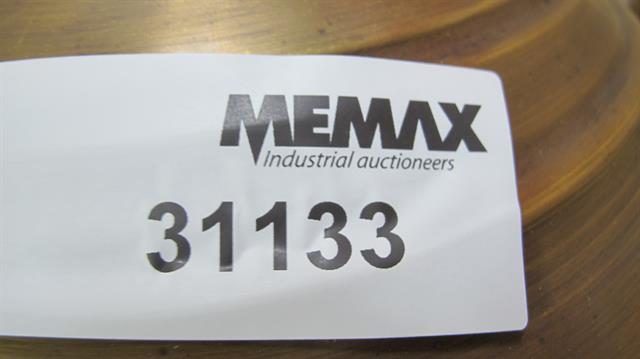 MEMAX
Industrial auctioneers
31133